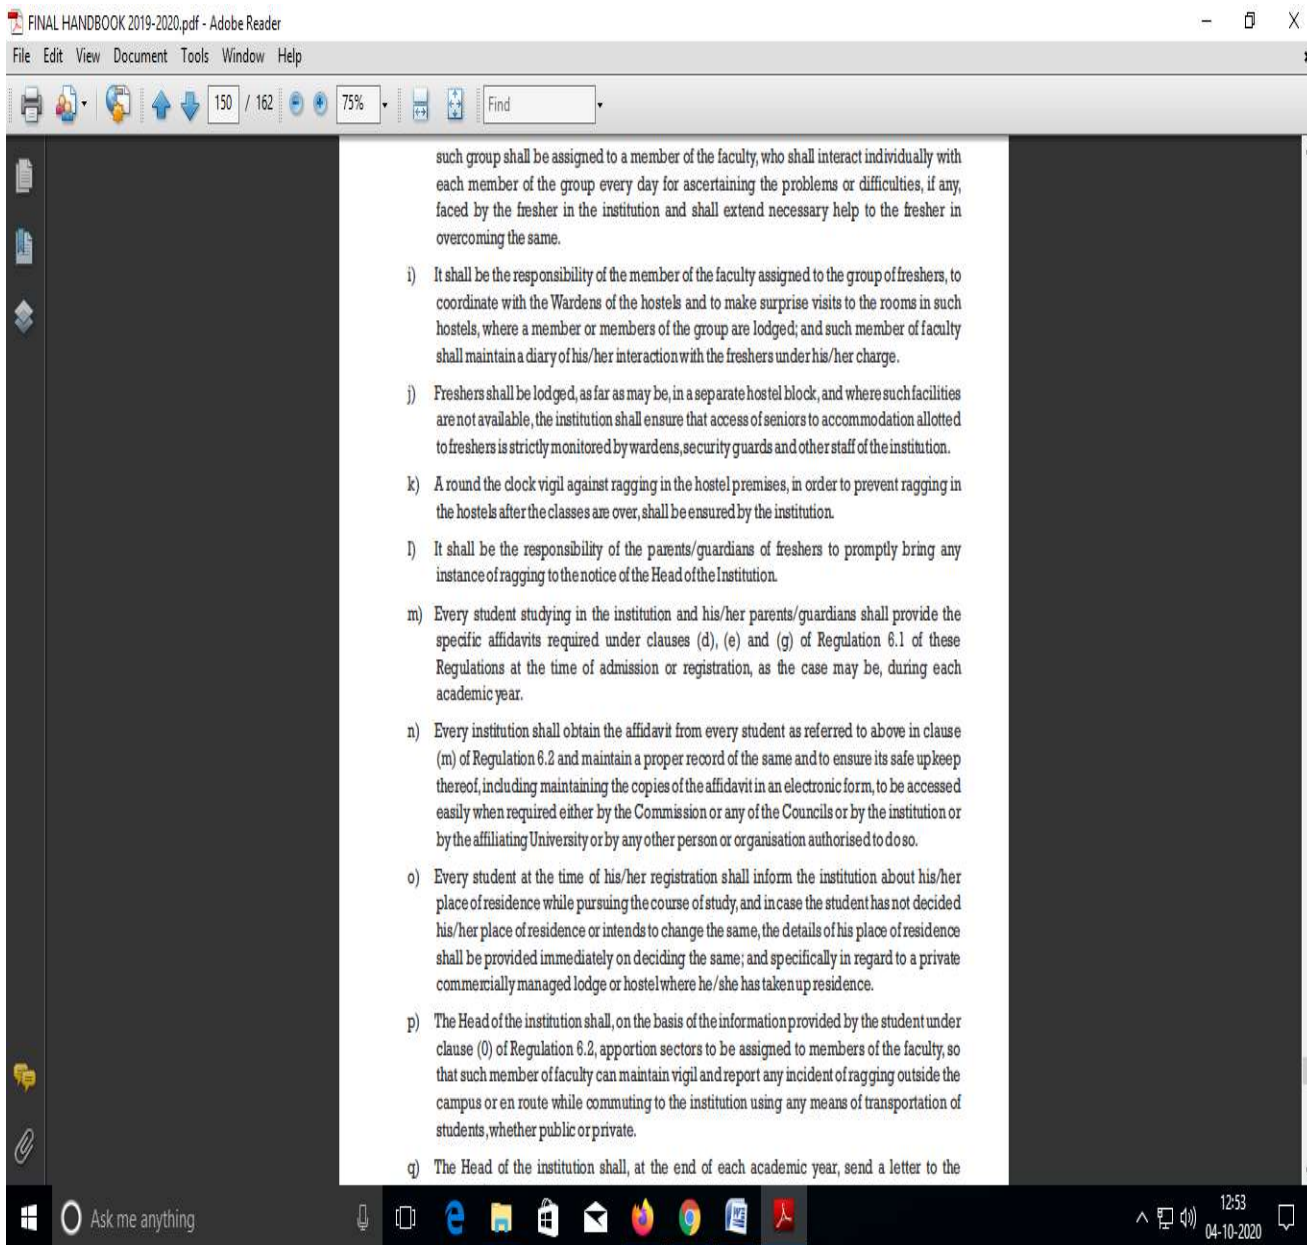 FINAL HANDBOOK 2019-2020.pdf - Adobe Reader
File Edit View Document Tools Window Help
150 / 162 75% Find
such group shall be assigned to a member of the faculty, who shall interact individually with
each member of the group every day for ascertaining the problems or difficulties, if any,
faced by the fresher in the institution and shall extend necessary help to the fresher in
overcoming the same.
i) It shall be the responsibility of the member of the faculty assigned to the group of freshers, to
coordinate with the Wardens of the hostels and to make surprise visits to the rooms in such
hostels, where a member or members of the group are lodged; and such member of faculty
shall maintain a diary of his/her interaction with the freshers under his/her charge.
j) Freshers shall be lodged, as far as may be, in a separate hostel block, and where such facilities
are not available, the institution shall ensure that access of seniors to accommodation allotted
to freshers is strictly monitored by wardens, security guards and other staff of the institution.
k) A round the clock vigil against ragging in the hostel premises, in order to prevent ragging in
the hostels after the classes are over, shall be ensured by the institution.
l) It shall be the responsibility of the parents/guardians of freshers to promptly bring any
instance of ragging to the notice of the Head of the Institution.
m) Every student studying in the institution and his/her parents/guardians shall provide the
specific affidavits required under clauses (d), (e) and (g) of Regulation 6.1 of these
Regulations at the time of admission or registration, as the case may be, during each
academic year.
n) Every institution shall obtain the affidavit from every student as referred to above in clause
(m) of Regulation 6.2 and maintain a proper record of the same and to ensure its safe upkeep
thereof, including maintaining the copies of the affidavit in an electronic form, to be accessed
easily when required either by the Commission or any of the Councils or by the institution or
by the affiliating University or by any other person or organisation authorised to do so.
o) Every student at the time of his/her registration shall inform the institution about his/her
place of residence while pursuing the course of study, and in case the student has not decided
his/her place of residence or intends to change the same, the details of his place of residence
shall be provided immediately on deciding the same; and specifically in regard to a private
commercially managed lodge or hostel where he/she has taken up residence.
p) The Head of the institution shall, on the basis of the information provided by the student under
clause (0) of Regulation 6.2, apportion sectors to be assigned to members of the faculty, so
that such member of faculty can maintain vigil and report any incident of ragging outside the
campus or en route while commuting to the institution using any means of transportation of
students, whether public or private.
q) The Head of the institution shall, at the end of each academic year, send a letter to the
Ask me anything
12:53
04-10-2020